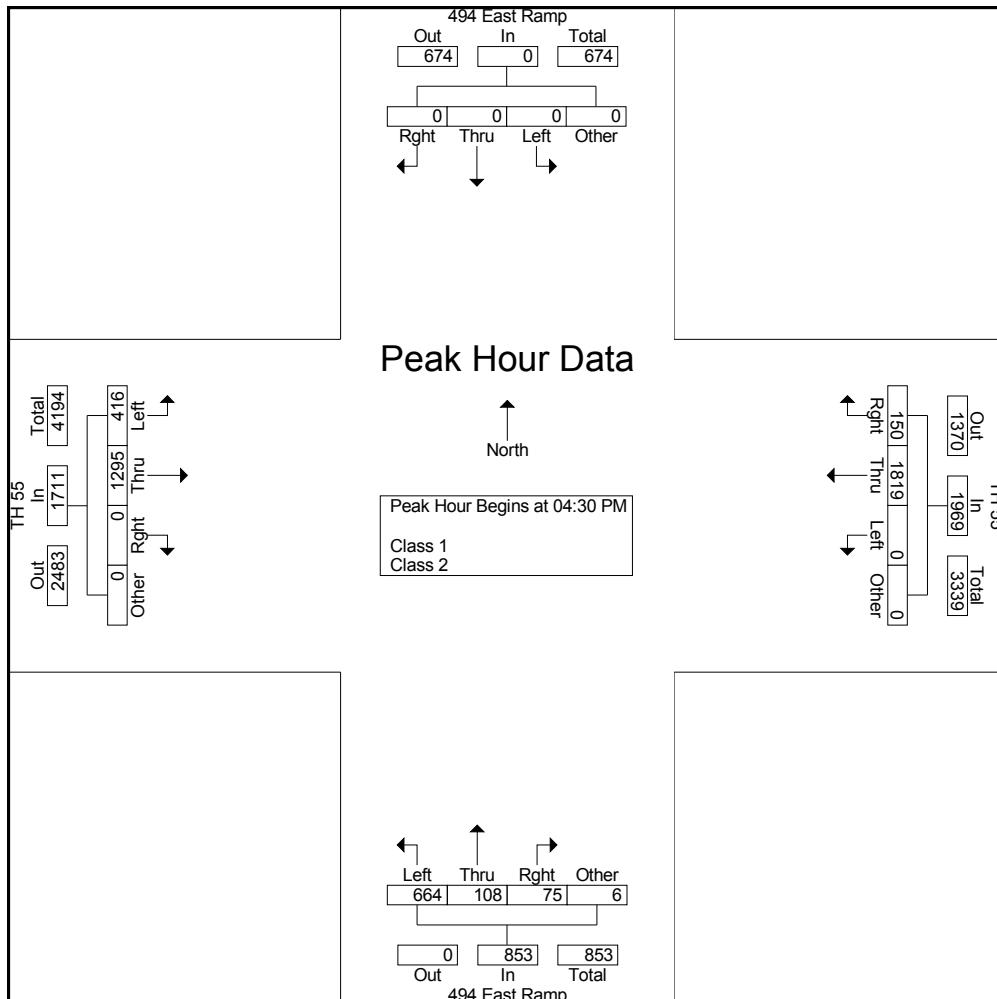 494 East Ramp
Out In Total
674 0 674
0 0 0 0
Rght Thru Left Other
Peak Hour Data
North
Peak Hour Begins at 04:30 PM
Class 1
Class 2
TH 55
Out In Total
2483 1711 4194
Left Thru Rght Other
416 1295 0 0
Out In Total
1370 1969 3339
Rght Thru Left Other
150 1819 0 0
Left Thru Rght Other
664 108 75 6
0 853 853
Out In Total
494 East Ramp